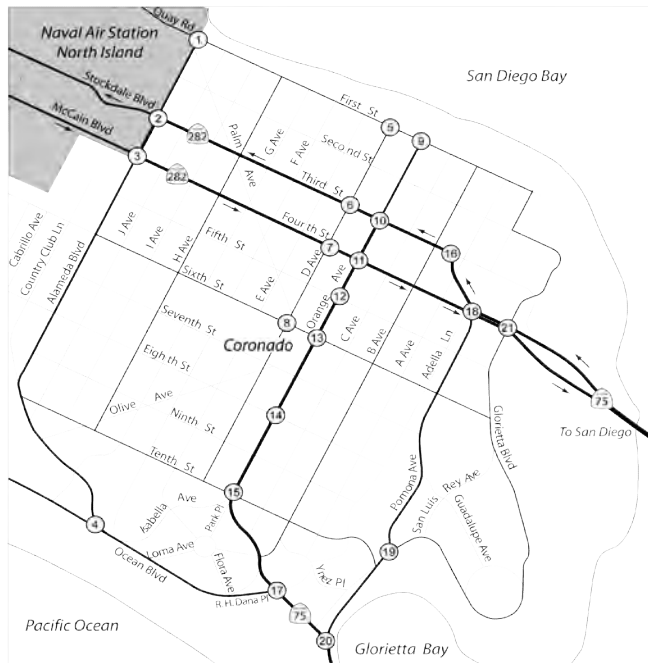 Quay Rd
1
Naval Air Station
North Island
San Diego Bay
Stockdale Blvd
2
282
First St
5
9
McCain Blvd
3
282
Palm
Ave
G Ave
F Ave
Second St
Third St
6
10
16
Cabrillo Ave
Country Club Ln
Alameda Blvd
J Ave
I Ave
H Ave
Fifth St
Fourth St
7
D Ave
11
Sixth St
E Ave
Orange Ave
12
18
21
8
13
C Ave
B Ave
A Ave
Adella Ln
Coronado
Seventh St
Eighth St
75
To San Diego
Olive Ave
Ninth St
14
Glorietta Blvd
Tenth St
15
Pomona Ave
San Luis Rey Ave
Guadalupe Ave
Isabella Ave
Park Pl
4
Loma Ave
Ocean Blvd
Flora Ave
Ynez Pl
19
R.H. Dana Pl
17
75
20
Pacific Ocean
Glorietta Bay